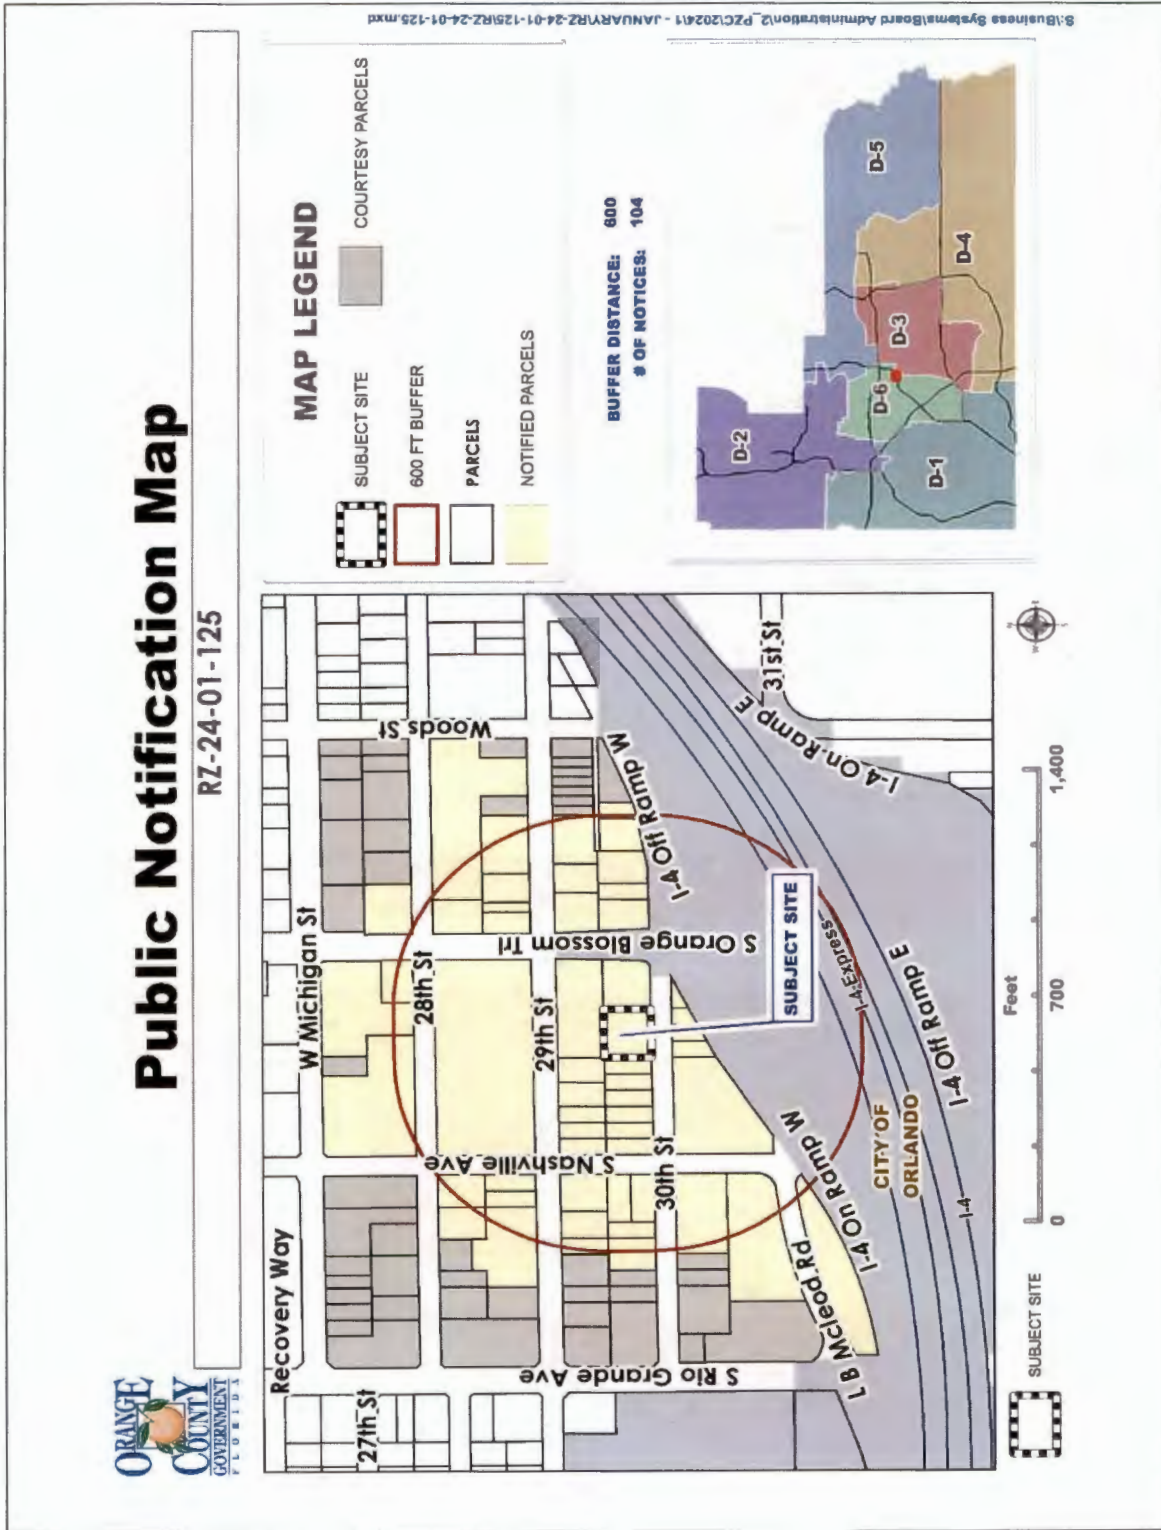 ORANGE
COUNTY
GOVERNMENT
FLORIDA
Public Notification Map
RZ-24-01-125
Recovery Way
W Michigan St
27th St
28th St
29th St
30th St
31st St
Woods St
S Orange Blossom Trl
S Nashville Ave
S Rio Grande Ave
L B Mcleod Rd
I-4 Off Ramp W
I-4 On Ramp W
I-4 On Ramp E
I-4 Off Ramp E
I-4 Express
I-4
CITY OF
ORLANDO
SUBJECT SITE
MAP LEGEND
SUBJECT SITE
COURTESY PARCELS
600 FT BUFFER
PARCELS
NOTIFIED PARCELS
BUFFER DISTANCE: 600
# OF NOTICES: 104
D-2
D-5
D-3
D-6
D-4
D-1
SUBJECT SITE
Feet
0 700 1,400
N
W E
S
S:\Business Systems\Board Administration\2_PZC\2024\1 - JANUARY\RZ-24-01-125\RZ-24-01-125.mxd